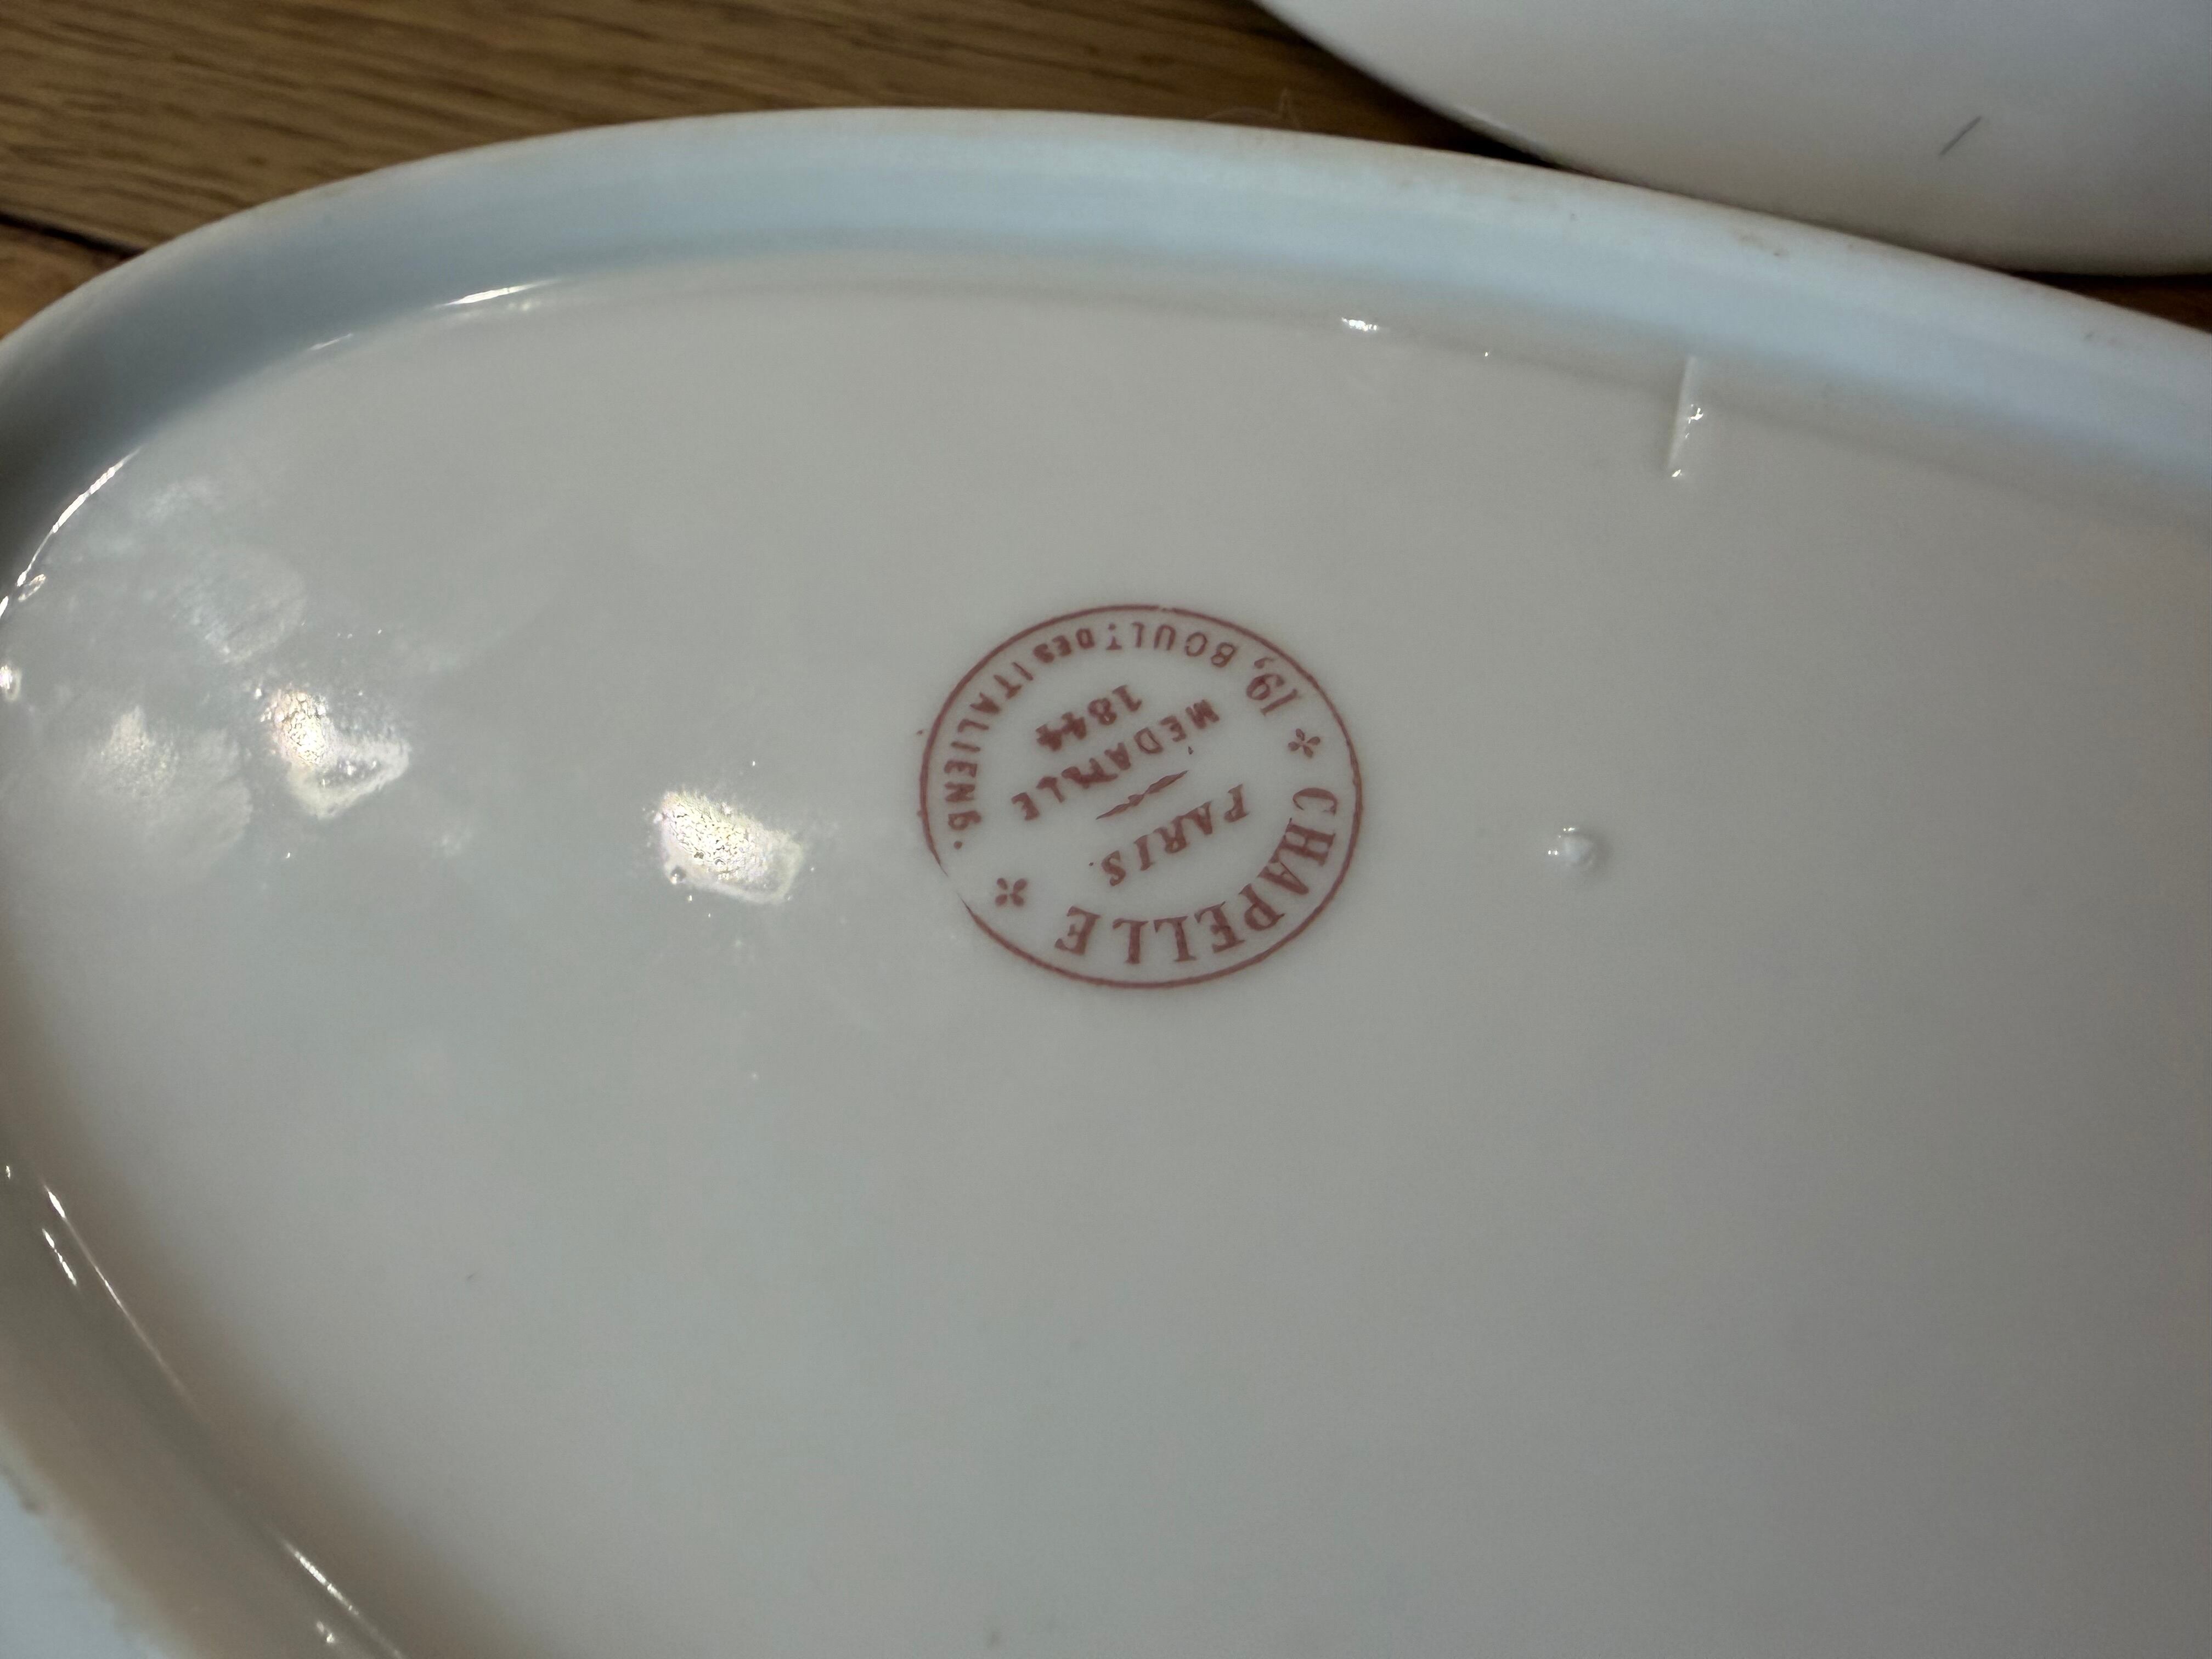 CHAPELLE
PARIS.
MÉDAILLE
1844
19, BOULT DES ITALIENS.